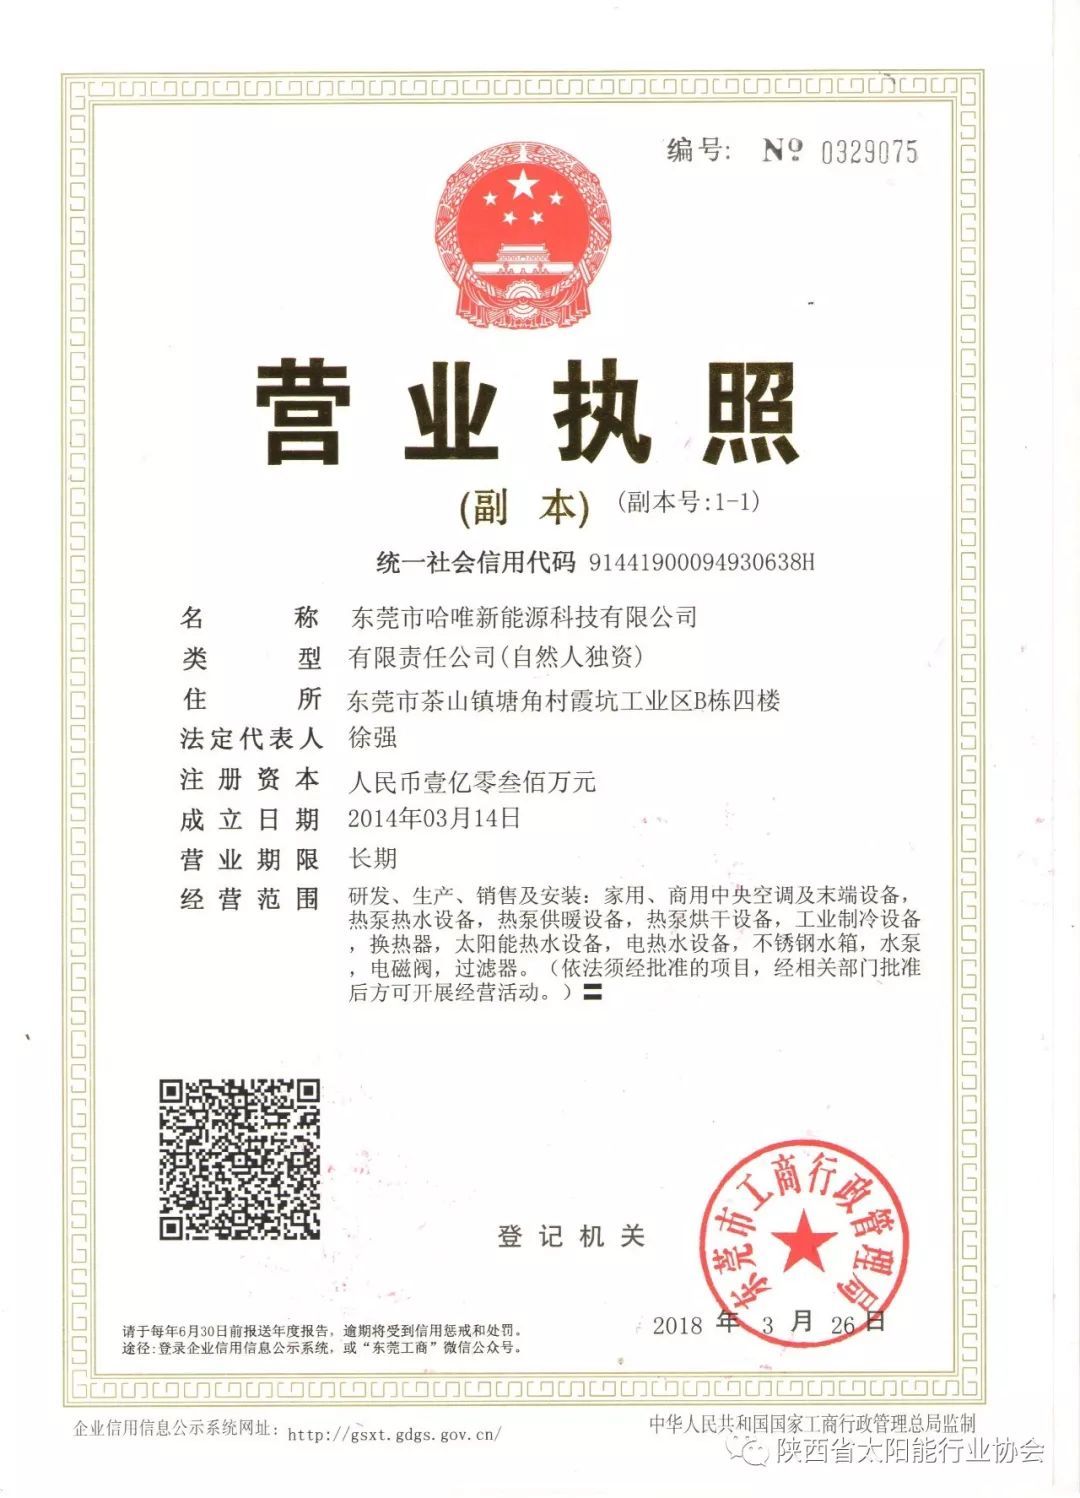 编号: No 0329075
营业执照
(副 本) (副本号:1-1)
统一社会信用代码 91441900094930638H
名 称 东莞市哈唯新能源科技有限公司
类 型 有限责任公司(自然人独资)
住 所 东莞市茶山镇塘角村霞坑工业区B栋四楼
法定代表人 徐强
注册资本 人民币壹亿零叁佰万元
成立日期 2014年03月14日
营业期限 长期
经营范围 研发、生产、销售及安装：家用、商用中央空调及末端设备，
热泵热水设备，热泵供暖设备，热泵烘干设备，工业制冷设备
，换热器，太阳能热水设备，电热水设备，不锈钢水箱，水泵
，电磁阀，过滤器。（依法须经批准的项目，经相关部门批准
后方可开展经营活动。）〓
东莞市工商行政管理局
登记机关
2018 年 3 月 26 日
请于每年6月30日前报送年度报告，逾期将受到信用惩戒和处罚。
途径：登录企业信用信息公示系统，或“东莞工商”微信公众号。
企业信用信息公示系统网址： http://gsxt.gdgs.gov.cn/
中华人民共和国国家工商行政管理总局监制
陕西省太阳能行业协会